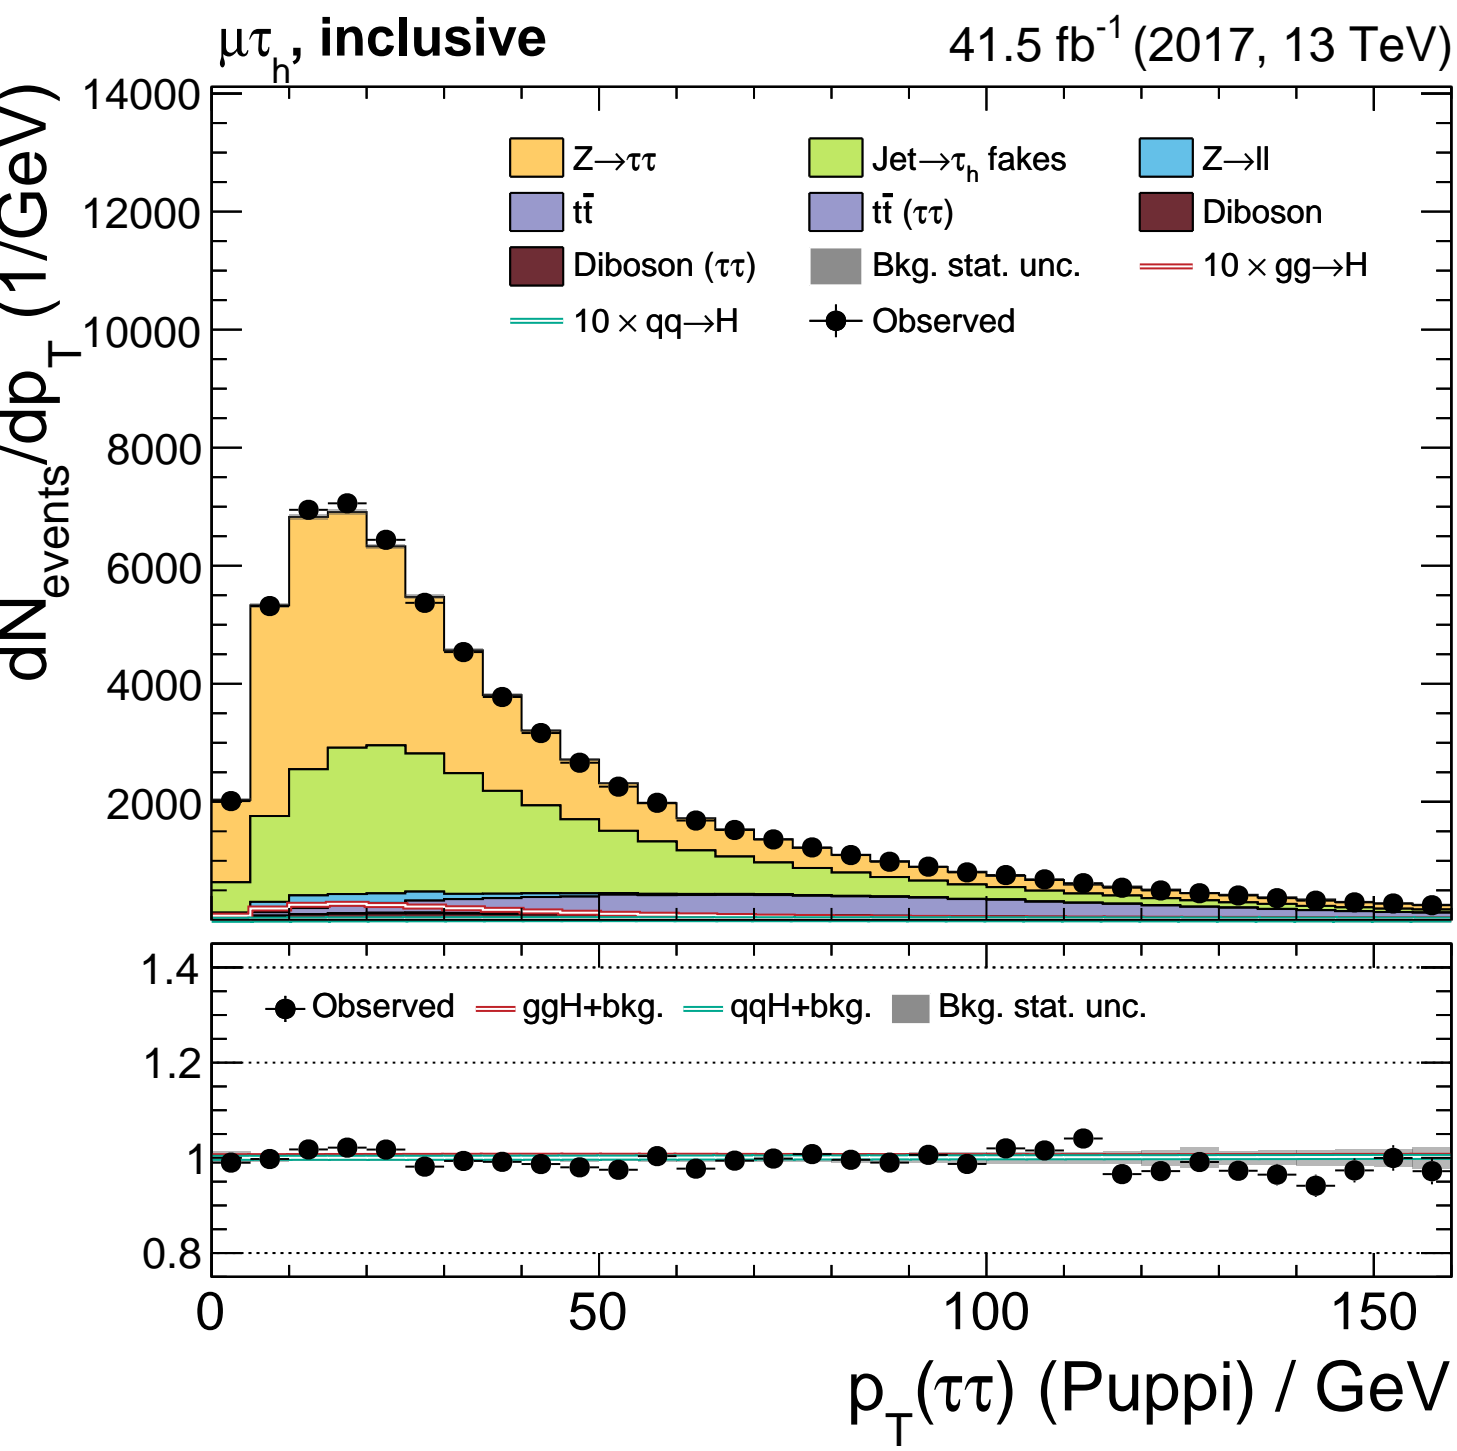 μτh, inclusive
41.5 fb-1 (2017, 13 TeV)
dNevents/dpT (1/GeV)
14000
12000
10000
8000
6000
4000
2000
Z→ττ Jet→τh fakes Z→ll
tt̄ tt̄ (ττ) Diboson
Diboson (ττ) Bkg. stat. unc. 10 × gg→H
10 × qq→H Observed
1.4
1.2
1
0.8
Observed ggH+bkg. qqH+bkg. Bkg. stat. unc.
0 50 100 150
pT(ττ) (Puppi) / GeV